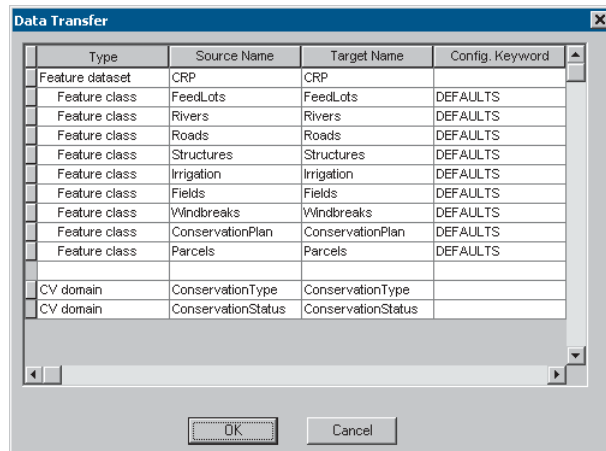 Data Transfer
Type Source Name Target Name Config. Keyword
Feature dataset CRP CRP
Feature class FeedLots FeedLots DEFAULTS
Feature class Rivers Rivers DEFAULTS
Feature class Roads Roads DEFAULTS
Feature class Structures Structures DEFAULTS
Feature class Irrigation Irrigation DEFAULTS
Feature class Fields Fields DEFAULTS
Feature class Windbreaks Windbreaks DEFAULTS
Feature class ConservationPlan ConservationPlan DEFAULTS
Feature class Parcels Parcels DEFAULTS
CV domain ConservationType ConservationType
CV domain ConservationStatus ConservationStatus
OK Cancel